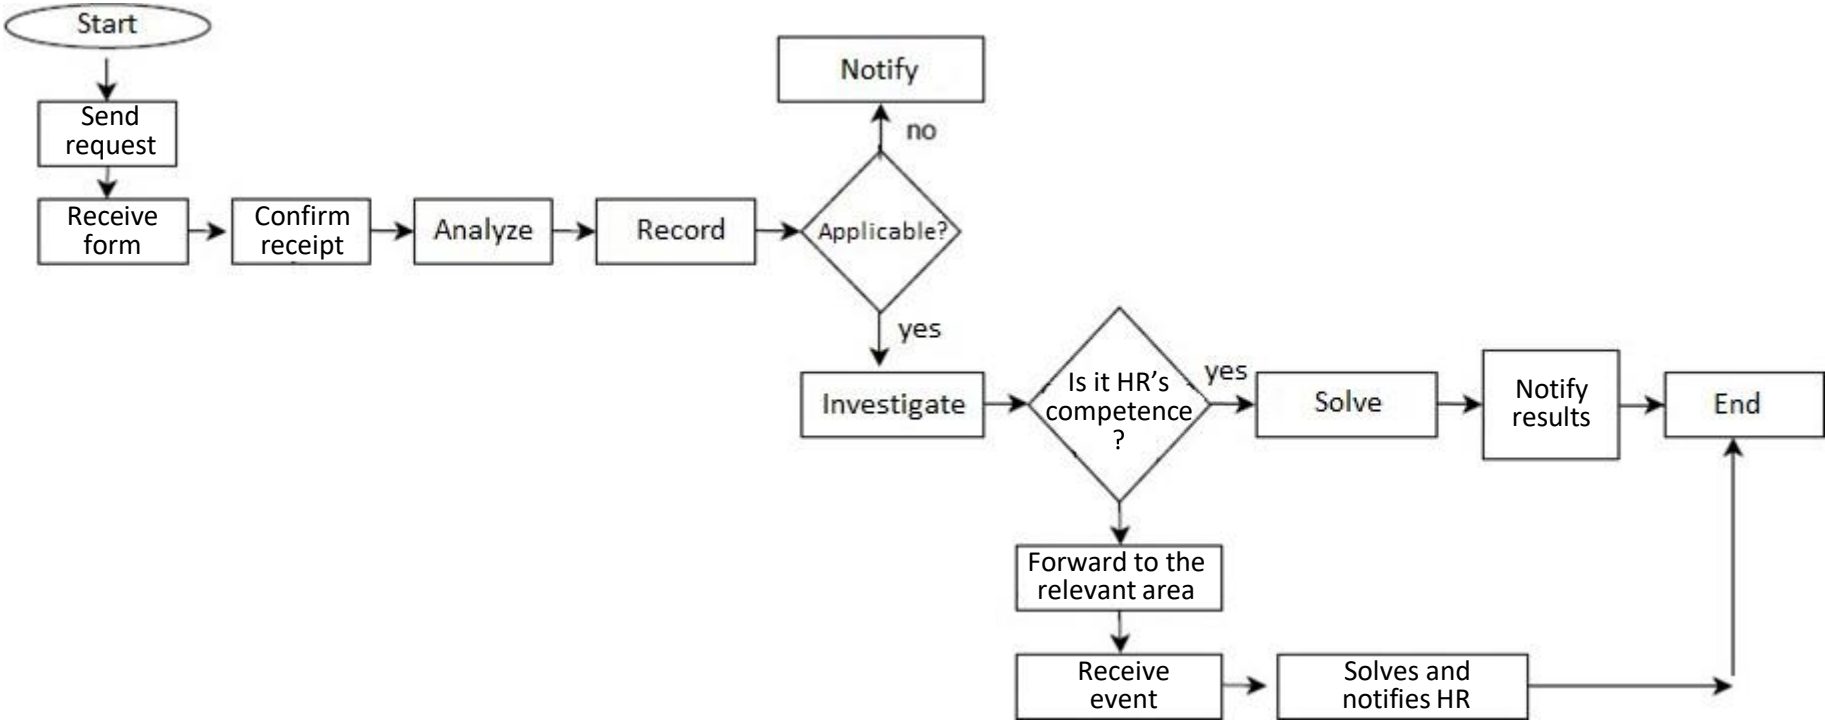 Start
Send
request
Receive
form
Confirm
receipt
Analyze
Record
Applicable?
no
Notify
yes
Investigate
Is it HR’s
competence
?
yes
Solve
Notify
results
End
Forward to the
relevant area
Receive
event
Solves and
notifies HR